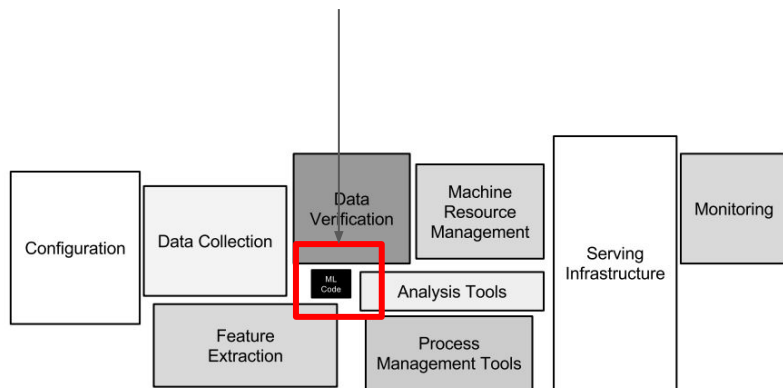 Configuration
Data Collection
Data
Verification
Machine
Resource
Management
Serving
Infrastructure
Monitoring
ML
Code
Analysis Tools
Feature
Extraction
Process
Management Tools